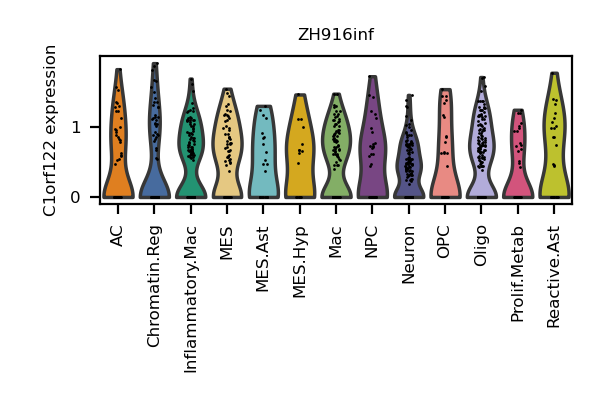 ZH916inf
C1orf122 expression
1
0
AC
Chromatin.Reg
Inflammatory.Mac
MES
MES.Ast
MES.Hyp
Mac
NPC
Neuron
OPC
Oligo
Prolif.Metab
Reactive.Ast